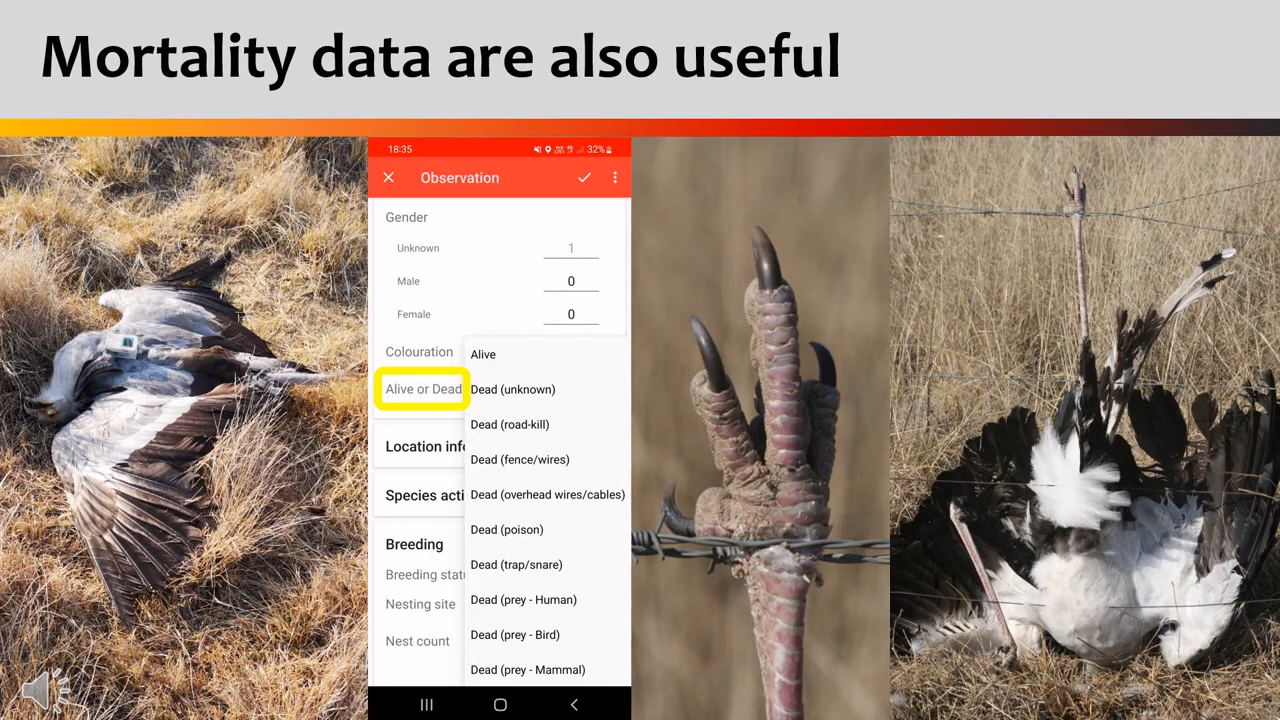 Mortality data are also useful
18:35
32%
Observation
Gender
Unknown 1
Male 0
Female 0
Colouration
Alive or Dead
Location info
Species acti
Breeding
Breeding statu
Nesting site
Nest count
Alive
Dead (unknown)
Dead (road-kill)
Dead (fence/wires)
Dead (overhead wires/cables)
Dead (poison)
Dead (trap/snare)
Dead (prey - Human)
Dead (prey - Bird)
Dead (prey - Mammal)